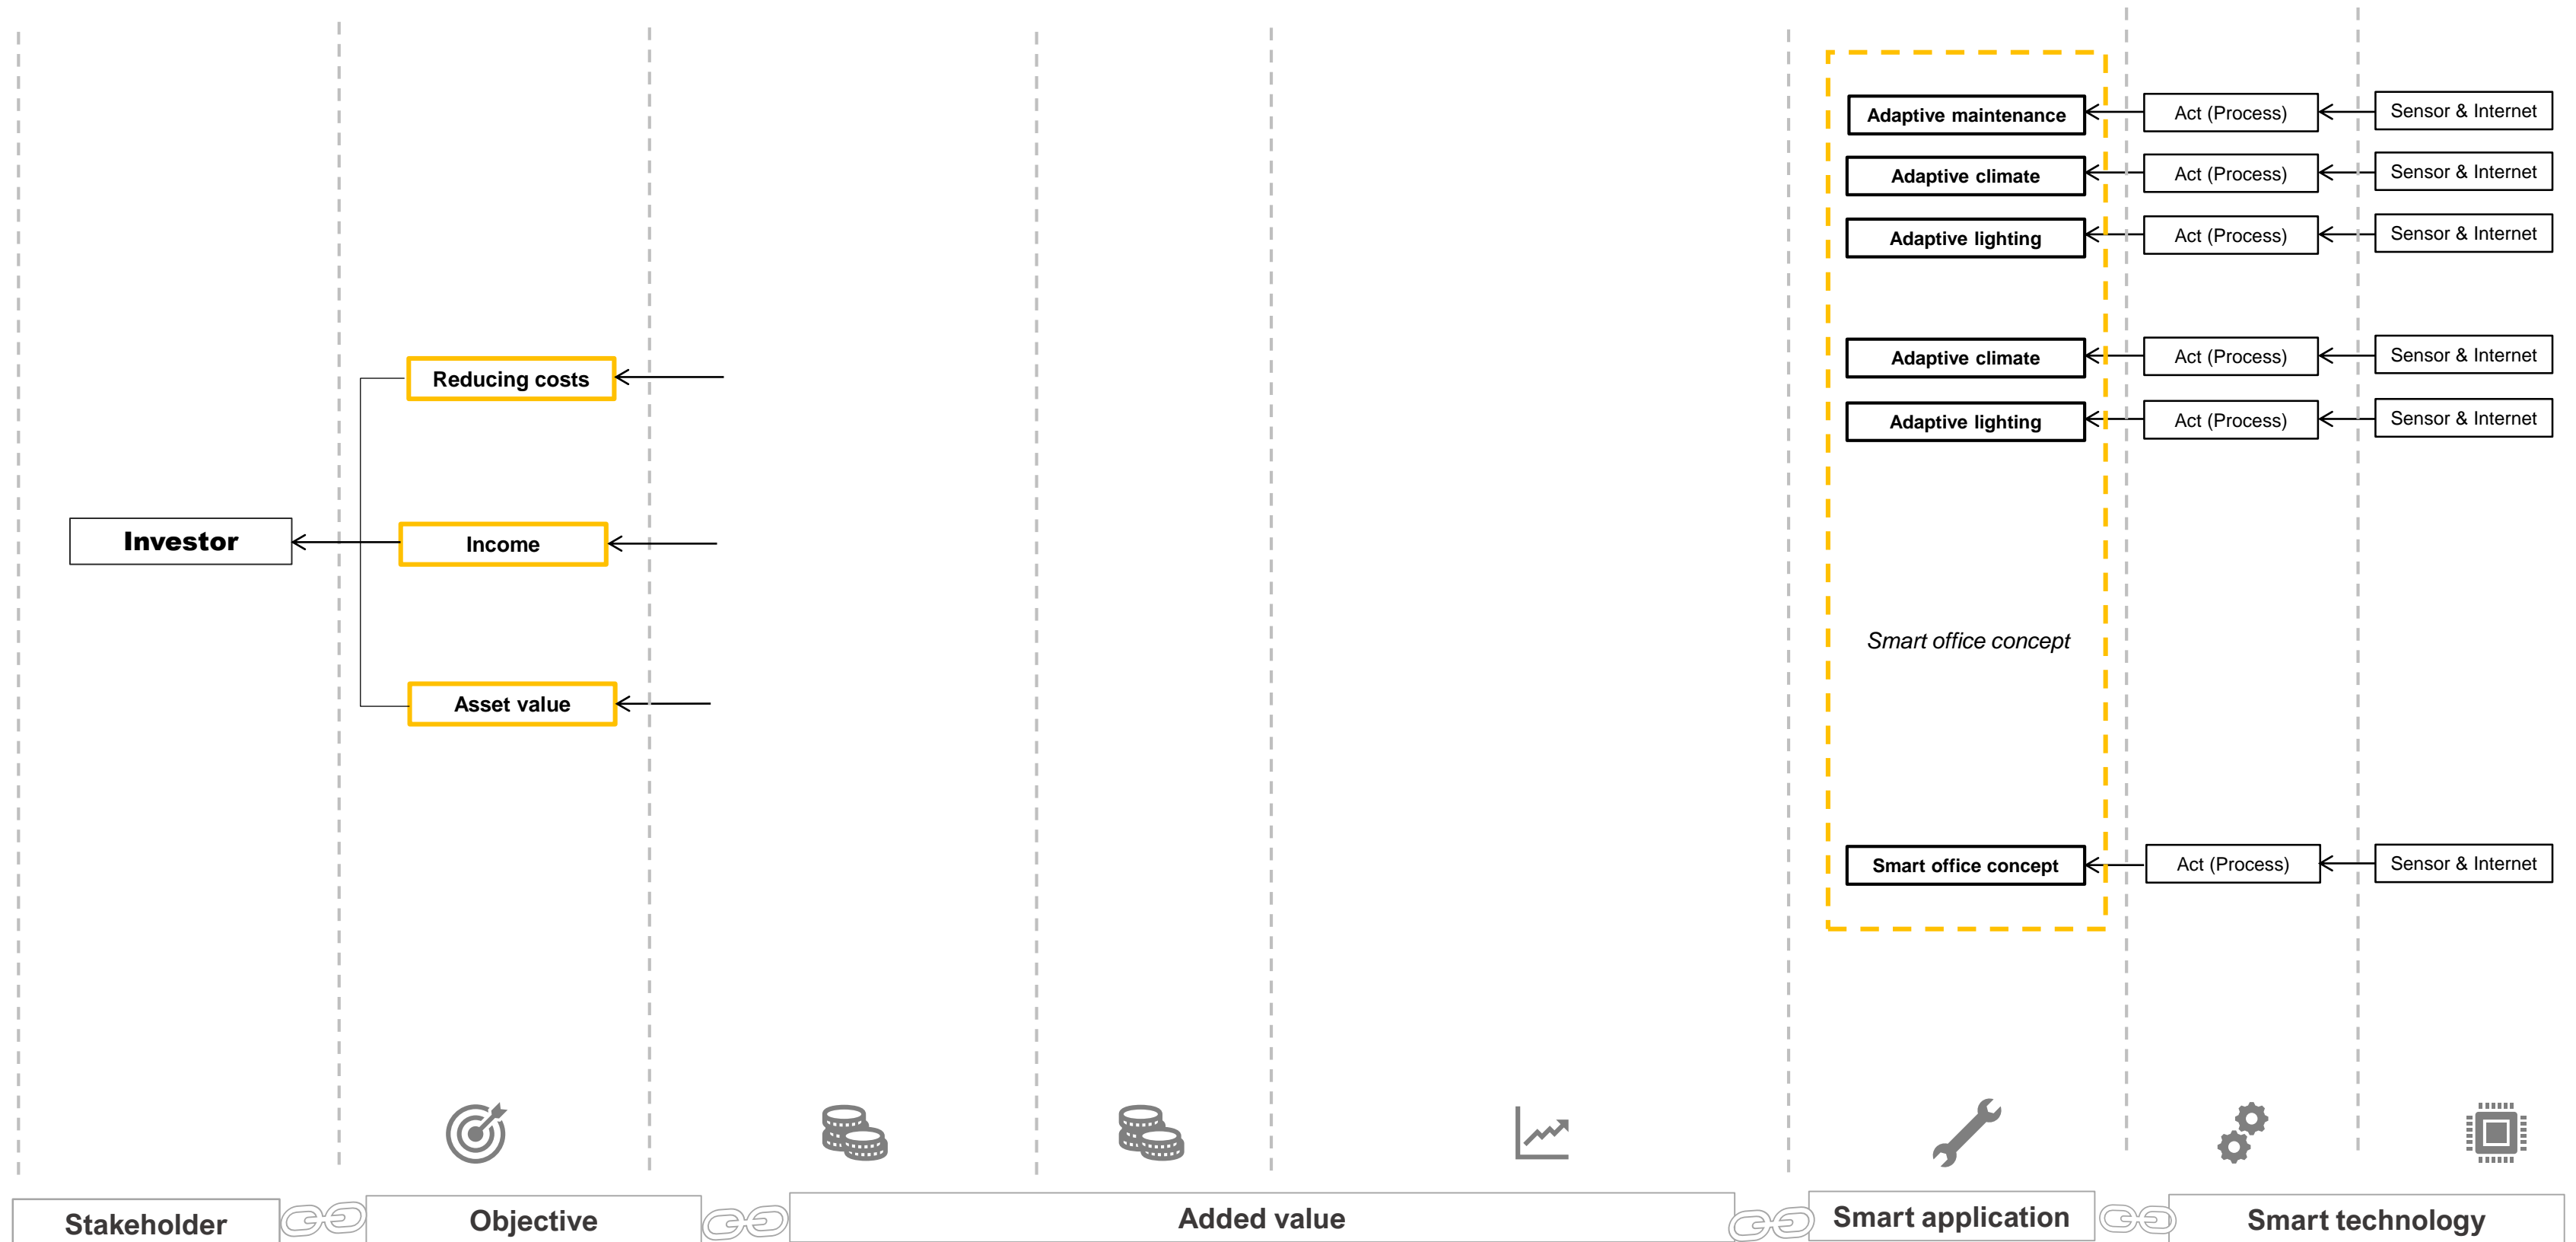 Adaptive maintenance
Act (Process)
Sensor & Internet
Adaptive climate
Act (Process)
Sensor & Internet
Adaptive lighting
Act (Process)
Sensor & Internet
Adaptive climate
Act (Process)
Sensor & Internet
Reducing costs
Adaptive lighting
Act (Process)
Sensor & Internet
Investor
Income
Smart office concept
Asset value
Smart office concept
Act (Process)
Sensor & Internet
Stakeholder
Objective
Added value
Smart application
Smart technology